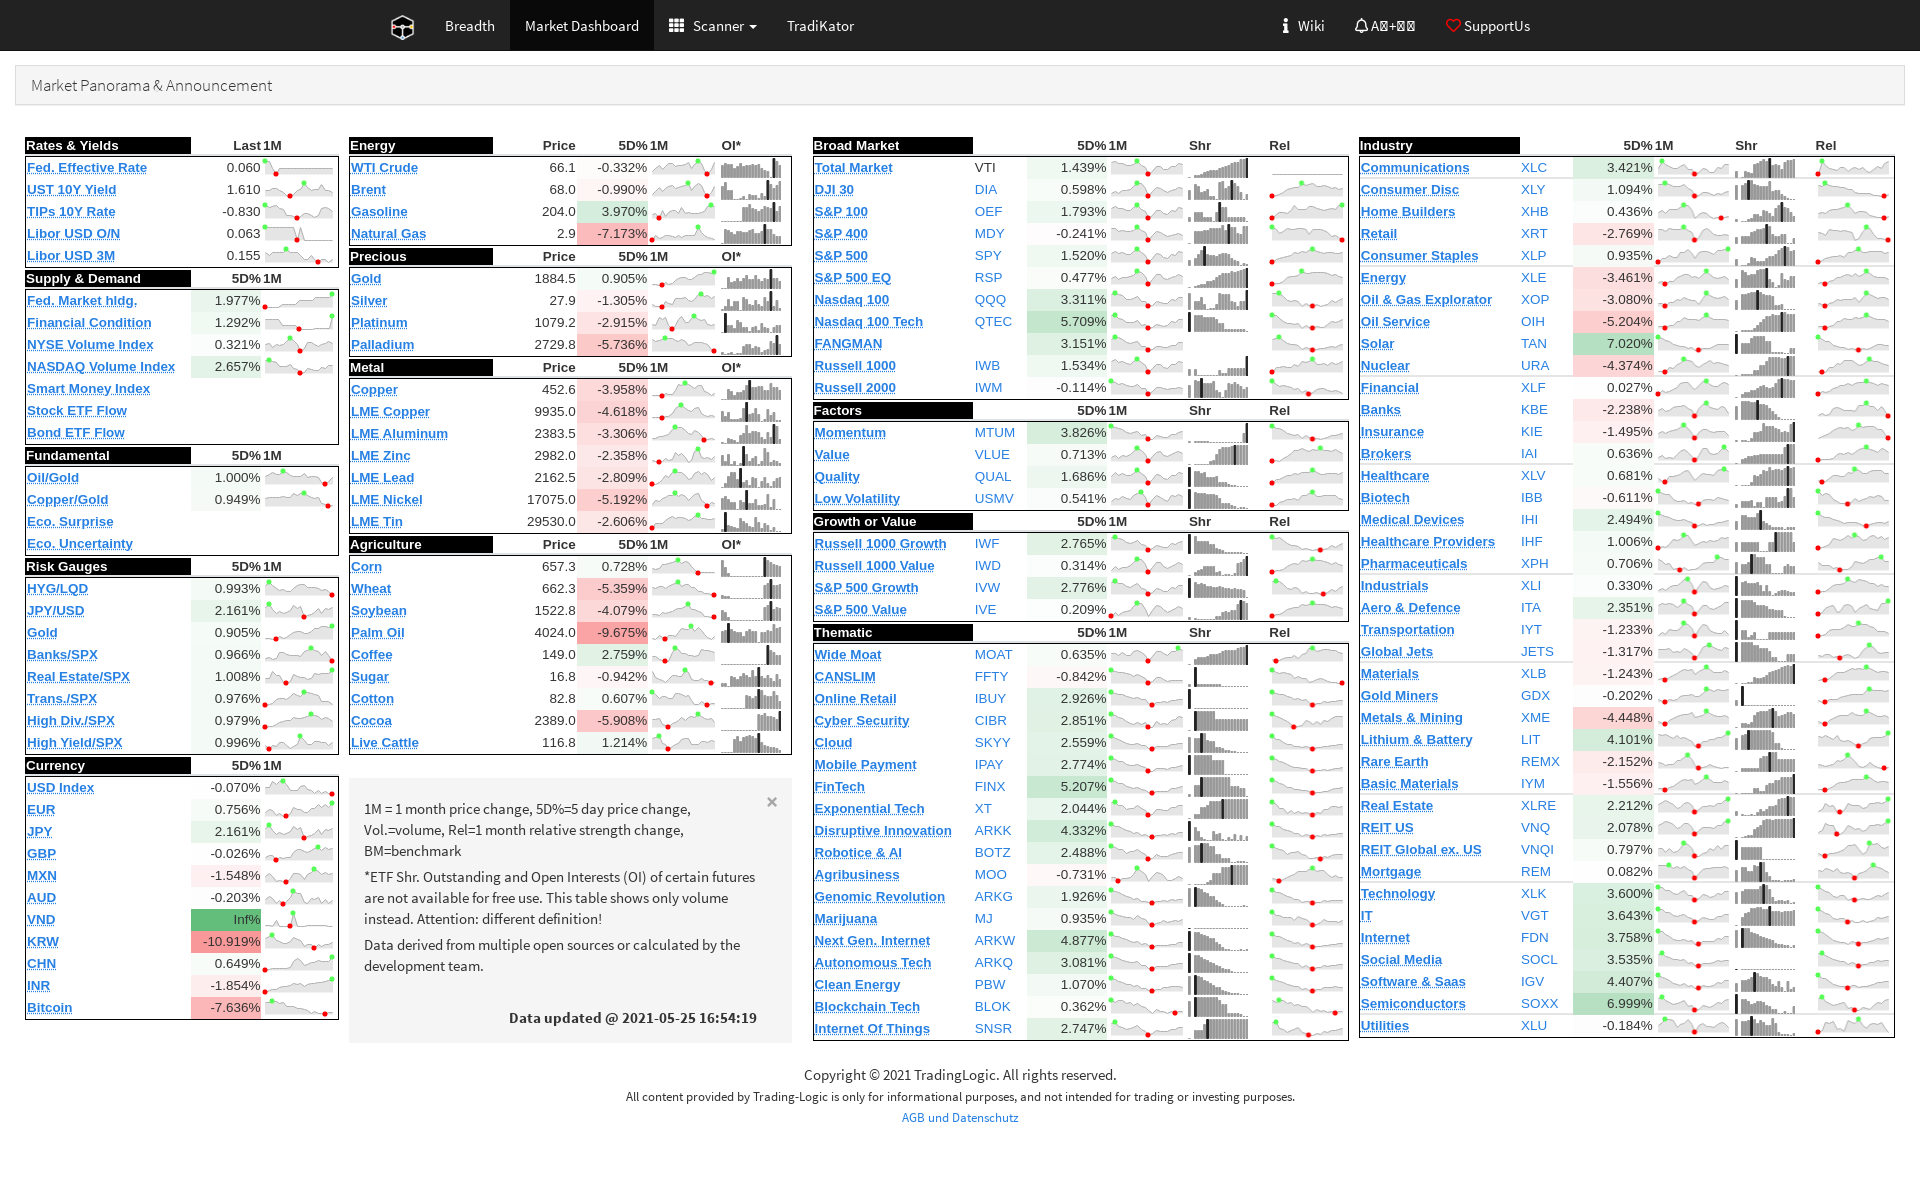 Breadth Market Dashboard Scanner TradiKator Wiki SupportUs
Market Panorama & Announcement
Rates & Yields Last 1M
Fed. Effective Rate 0.060
UST 10Y Yield 1.610
TIPs 10Y Rate -0.830
Libor USD O/N 0.063
Libor USD 3M 0.155
Supply & Demand 5D% 1M
Fed. Market hldg. 1.977%
Financial Condition 1.292%
NYSE Volume Index 0.321%
NASDAQ Volume Index 2.657%
Smart Money Index
Stock ETF Flow
Bond ETF Flow
Fundamental 5D% 1M
Oil/Gold 1.000%
Copper/Gold 0.949%
Eco. Surprise
Eco. Uncertainty
Risk Gauges 5D% 1M
HYG/LQD 0.993%
JPY/USD 2.161%
Gold 0.905%
Banks/SPX 0.966%
Real Estate/SPX 1.008%
Trans./SPX 0.976%
High Div./SPX 0.979%
High Yield/SPX 0.996%
Currency 5D% 1M
USD Index -0.070%
EUR 0.756%
JPY 2.161%
GBP -0.026%
MXN -1.548%
AUD -0.203%
VND Inf%
KRW -10.919%
CHN 0.649%
INR -1.854%
Bitcoin -7.636%
Energy Price 5D% 1M OI*
WTI Crude 66.1 -0.332%
Brent 68.0 -0.990%
Gasoline 204.0 3.970%
Natural Gas 2.9 -7.173%
Precious Price 5D% 1M OI*
Gold 1884.5 0.905%
Silver 27.9 -1.305%
Platinum 1079.2 -2.915%
Palladium 2729.8 -5.736%
Metal Price 5D% 1M OI*
Copper 452.6 -3.958%
LME Copper 9935.0 -4.618%
LME Aluminum 2383.5 -3.306%
LME Zinc 2982.0 -2.358%
LME Lead 2162.5 -2.809%
LME Nickel 17075.0 -5.192%
LME Tin 29530.0 -2.606%
Agriculture Price 5D% 1M OI*
Corn 657.3 0.728%
Wheat 662.3 -5.359%
Soybean 1522.8 -4.079%
Palm Oil 4024.0 -9.675%
Coffee 149.0 2.759%
Sugar 16.8 -0.942%
Cotton 82.8 0.607%
Cocoa 2389.0 -5.908%
Live Cattle 116.8 1.214%
×
1M = 1 month price change, 5D%=5 day price change,
Vol.=volume, Rel=1 month relative strength change,
BM=benchmark
*ETF Shr. Outstanding and Open Interests (OI) of certain futures
are not available for free use. This table shows only volume
instead. Attention: different definition!
Data derived from multiple open sources or calculated by the
development team.
Data updated @ 2021-05-25 16:54:19
Broad Market 5D% 1M Shr Rel
Total Market VTI 1.439%
DJI 30 DIA 0.598%
S&P 100 OEF 1.793%
S&P 400 MDY -0.241%
S&P 500 SPY 1.520%
S&P 500 EQ RSP 0.477%
Nasdaq 100 QQQ 3.311%
Nasdaq 100 Tech QTEC 5.709%
FANGMAN 3.151%
Russell 1000 IWB 1.534%
Russell 2000 IWM -0.114%
Factors 5D% 1M Shr Rel
Momentum MTUM 3.826%
Value VLUE 0.713%
Quality QUAL 1.686%
Low Volatility USMV 0.541%
Growth or Value 5D% 1M Shr Rel
Russell 1000 Growth IWF 2.765%
Russell 1000 Value IWD 0.314%
S&P 500 Growth IVW 2.776%
S&P 500 Value IVE 0.209%
Thematic 5D% 1M Shr Rel
Wide Moat MOAT 0.635%
CANSLIM FFTY -0.842%
Online Retail IBUY 2.926%
Cyber Security CIBR 2.851%
Cloud SKYY 2.559%
Mobile Payment IPAY 2.774%
FinTech FINX 5.207%
Exponential Tech XT 2.044%
Disruptive Innovation ARKK 4.332%
Robotice & AI BOTZ 2.488%
Agribusiness MOO -0.731%
Genomic Revolution ARKG 1.926%
Marijuana MJ 0.935%
Next Gen. Internet ARKW 4.877%
Autonomous Tech ARKQ 3.081%
Clean Energy PBW 1.070%
Blockchain Tech BLOK 0.362%
Internet Of Things SNSR 2.747%
Industry 5D% 1M Shr Rel
Communications XLC 3.421%
Consumer Disc XLY 1.094%
Home Builders XHB 0.436%
Retail XRT -2.769%
Consumer Staples XLP 0.935%
Energy XLE -3.461%
Oil & Gas Explorator XOP -3.080%
Oil Service OIH -5.204%
Solar TAN 7.020%
Nuclear URA -4.374%
Financial XLF 0.027%
Banks KBE -2.238%
Insurance KIE -1.495%
Brokers IAI 0.636%
Healthcare XLV 0.681%
Biotech IBB -0.611%
Medical Devices IHI 2.494%
Healthcare Providers IHF 1.006%
Pharmaceuticals XPH 0.706%
Industrials XLI 0.330%
Aero & Defence ITA 2.351%
Transportation IYT -1.233%
Global Jets JETS -1.317%
Materials XLB -1.243%
Gold Miners GDX -0.202%
Metals & Mining XME -4.448%
Lithium & Battery LIT 4.101%
Rare Earth REMX -2.152%
Basic Materials IYM -1.556%
Real Estate XLRE 2.212%
REIT US VNQ 2.078%
REIT Global ex. US VNQI 0.797%
Mortgage REM 0.082%
Technology XLK 3.600%
IT VGT 3.643%
Internet FDN 3.758%
Social Media SOCL 3.535%
Software & Saas IGV 4.407%
Semiconductors SOXX 6.999%
Utilities XLU -0.184%
Copyright © 2021 TradingLogic. All rights reserved.
All content provided by Trading-Logic is only for informational purposes, and not intended for trading or investing purposes.
AGB und Datenschutz